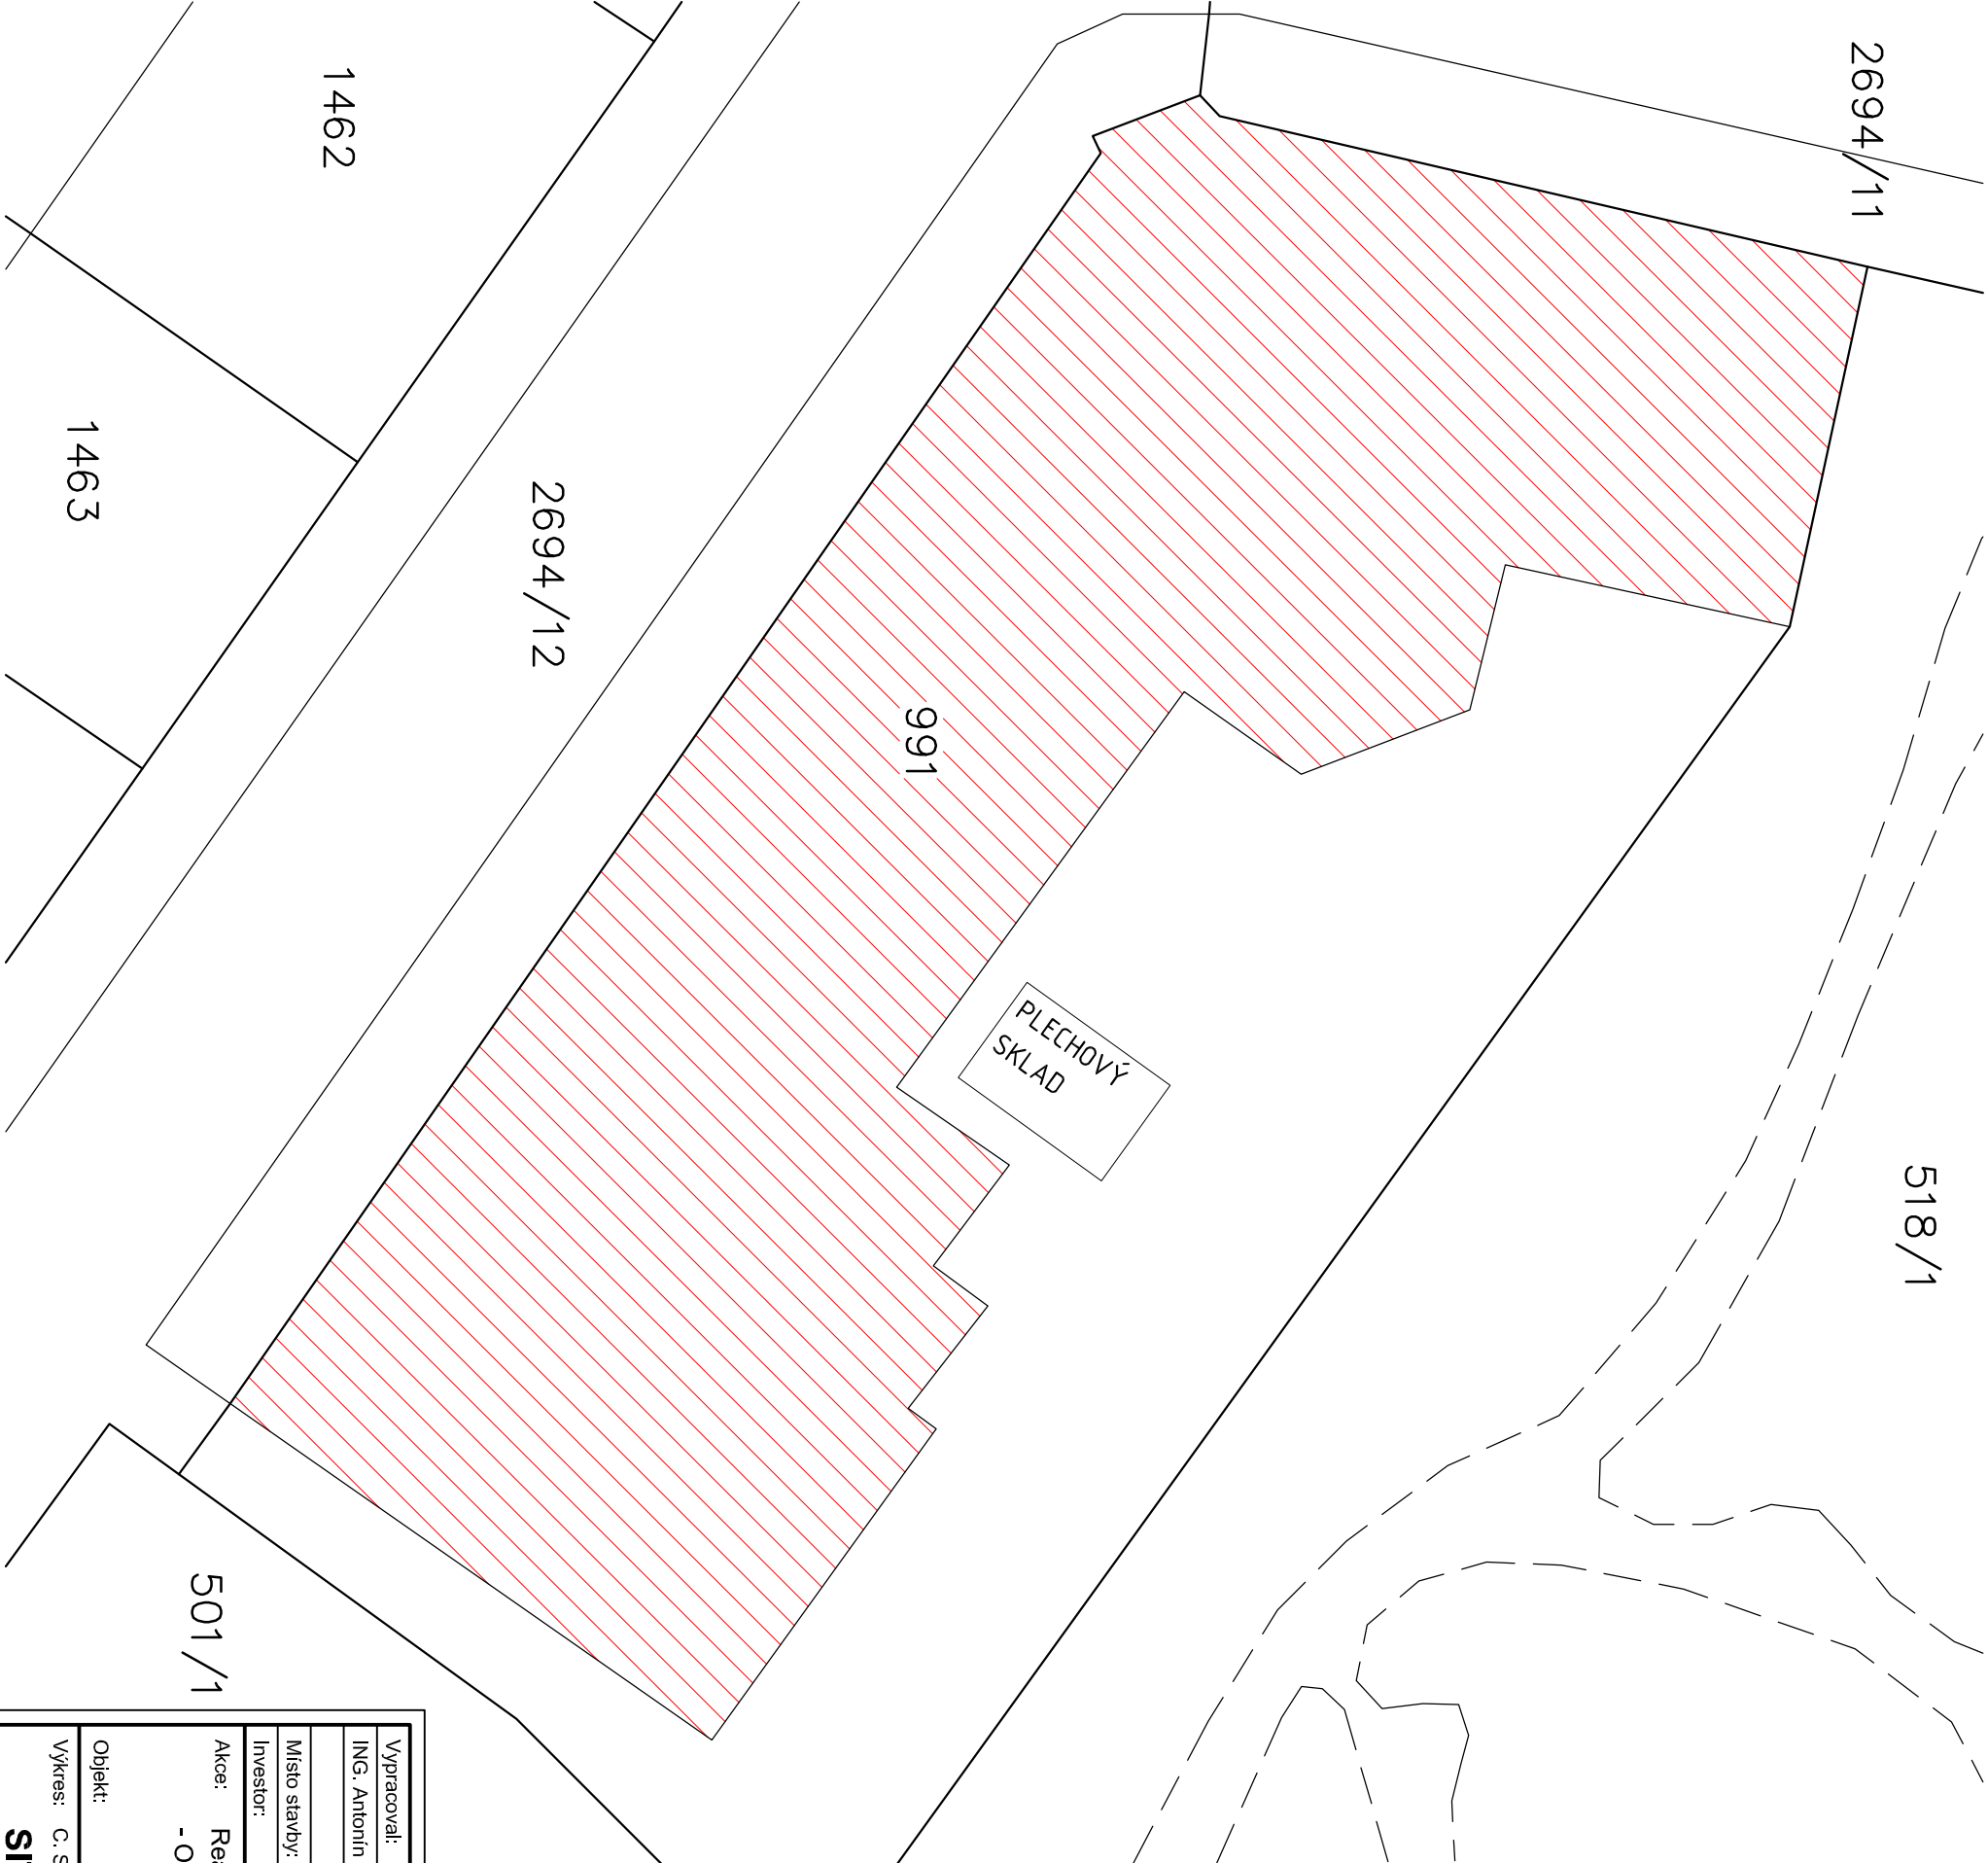 2694/11
1462
1463
2694/12
991
PLECHOVÝ
SKLAD
518/1
501/1
Vypracoval:
ING. Antonín
Místo stavby:
Investor:
Akce:
- O
Objekt:
Výkres: C.